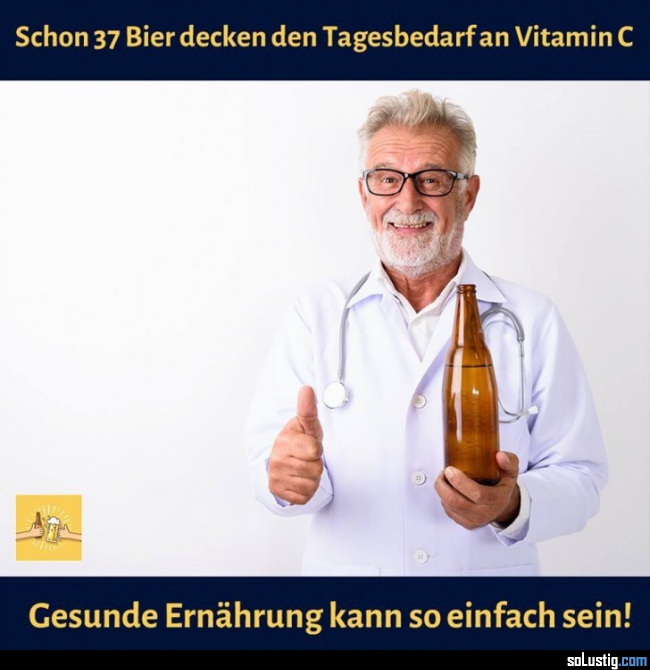 Schon 37 Bier decken den Tagesbedarf an Vitamin C
Gesunde Ernährung kann so einfach sein!
soLustig.com